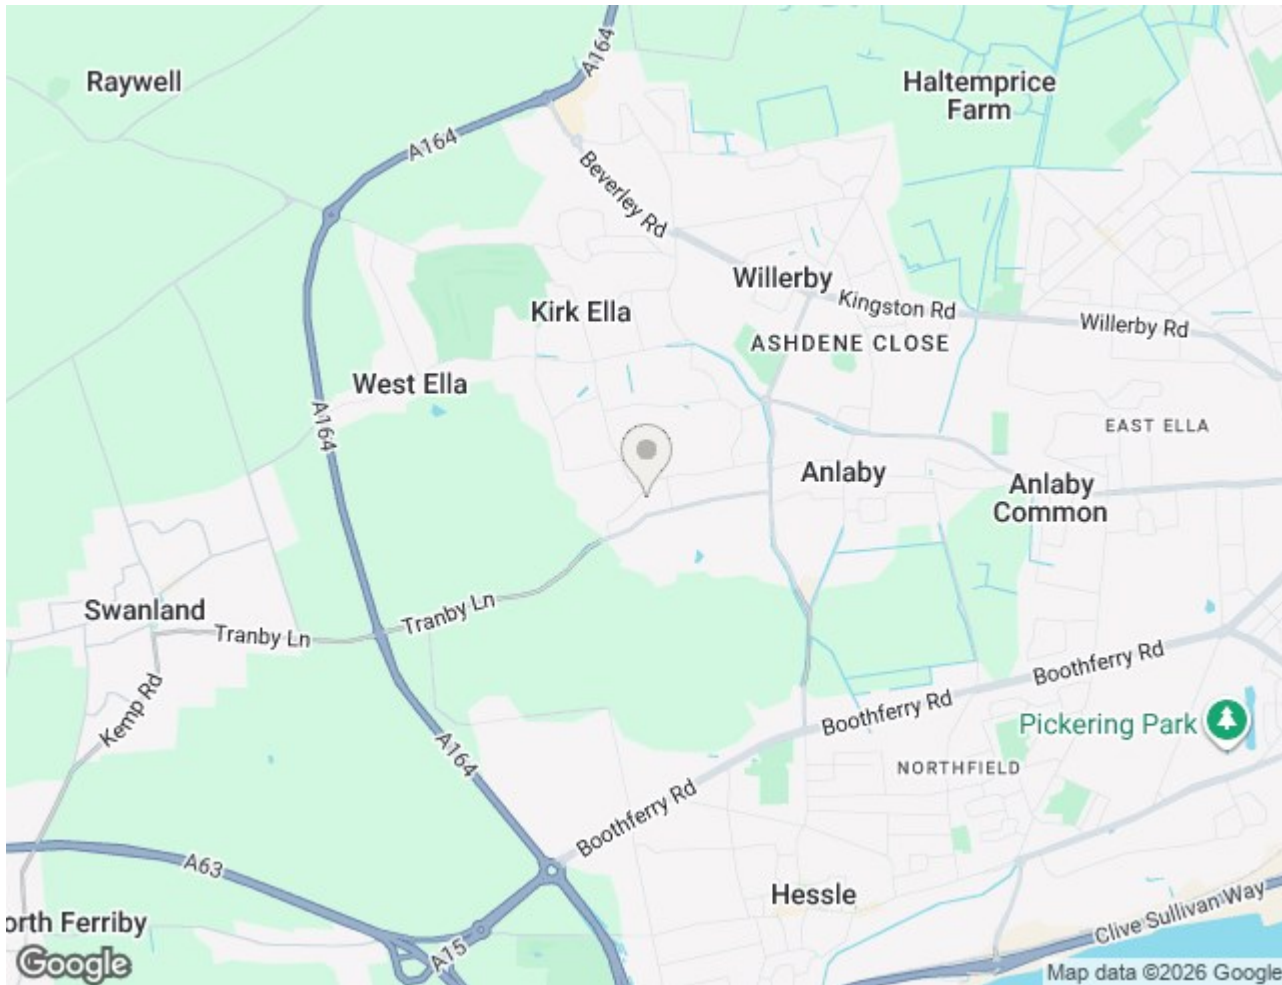 A164
Raywell
Haltemprice
Farm
A164
Beverley Rd
Willerby
Kirk Ella
Kingston Rd
Willerby Rd
ASHDENE CLOSE
West Ella
A164
EAST ELLA
Anlaby
Anlaby
Common
Swanland
Tranby Ln
Tranby Ln
Boothferry Rd
Kemp Rd
Boothferry Rd
Pickering Park
A164
NORTHFIELD
Boothferry Rd
A63
Hessle
orth Ferriby
Clive Sullivan Way
A15
Google
Map data ©2026 Google